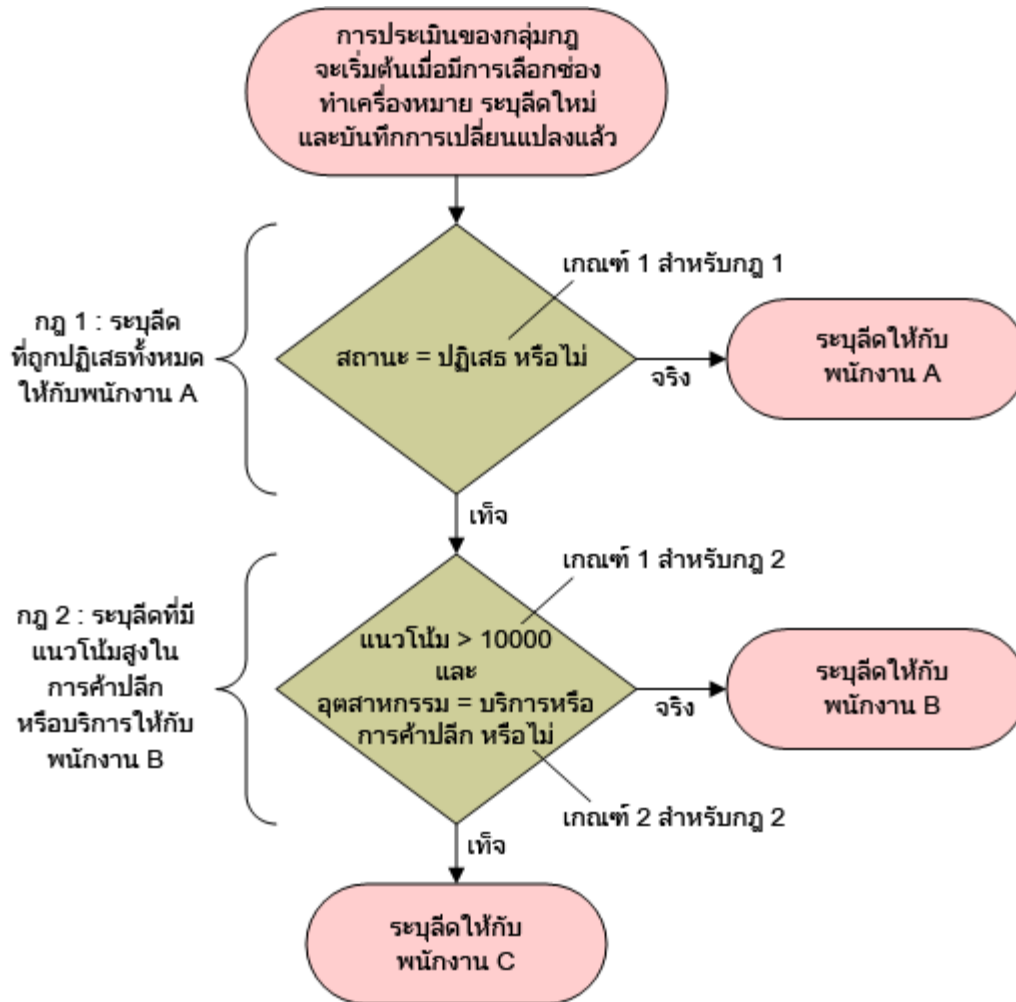 การประเมินของกลุ่มกฎ
จะเริ่มต้นเมื่อมีการเลือกช่อง
ทำเครื่องหมาย ระบุลีดใหม่
และบันทึกการเปลี่ยนแปลงแล้ว
เกณฑ์ 1 สำหรับกฎ 1
กฎ 1 : ระบุลีด
ที่ถูกปฏิเสธทั้งหมด
ให้กับพนักงาน A
สถานะ = ปฏิเสธ หรือไม่
จริง
ระบุลีดให้กับ
พนักงาน A
เท็จ
เกณฑ์ 1 สำหรับกฎ 2
กฎ 2 : ระบุลีดที่มี
แนวโน้มสูงใน
การค้าปลีก
หรือบริการให้กับ
พนักงาน B
แนวโน้ม > 10000
และ
อุตสาหกรรม = บริการหรือ
การค้าปลีก หรือไม่
จริง
ระบุลีดให้กับ
พนักงาน B
เกณฑ์ 2 สำหรับกฎ 2
เท็จ
ระบุลีดให้กับ
พนักงาน C